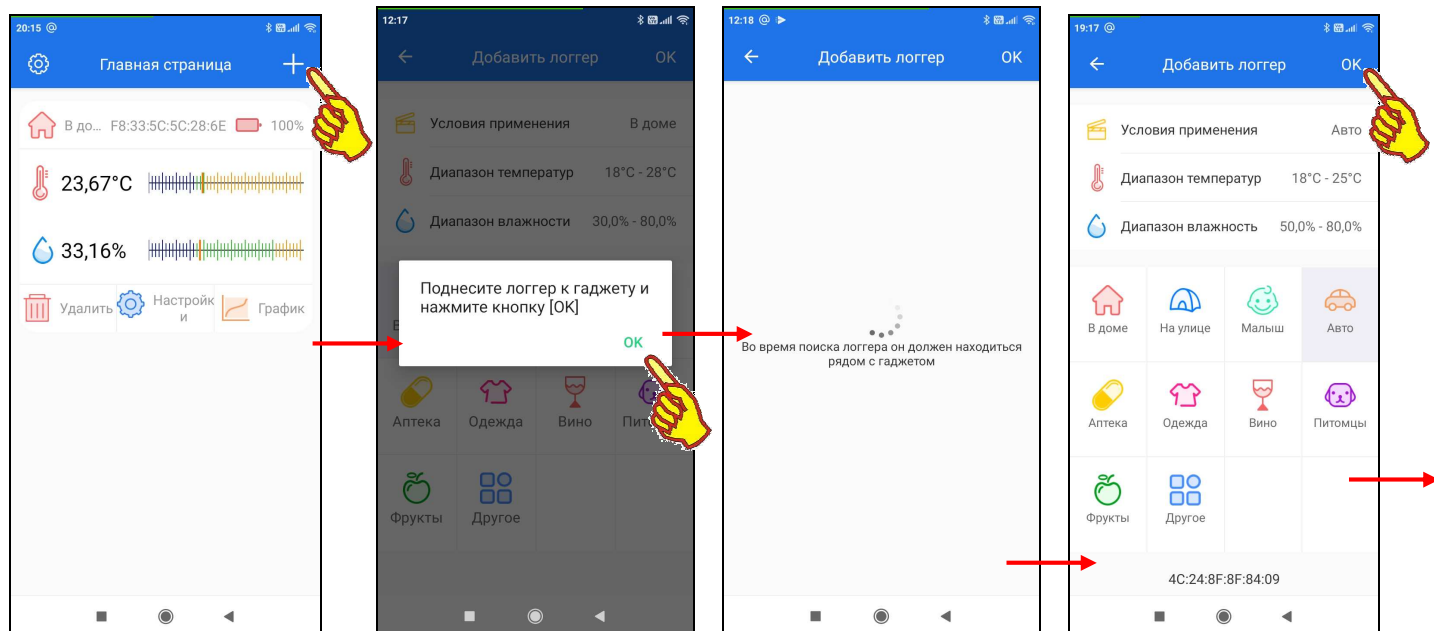 20:15 @
Главная страница
В до... F8:33:5C:5C:28:6E 100%
23,67°C
33,16%
Удалить
Настройк
и
График
12:17
Добавить логгер OK
Условия применения В доме
Диапазон температур 18°C - 28°C
Диапазон влажности 30,0% - 80,0%
Поднесите логгер к гаджету и
нажмите кнопку [OK]
OK
Аптека Одежда Вино
Фрукты Другое
12:18 @
Добавить логгер OK
Во время поиска логгера он должен находиться
рядом с гаджетом
19:17 @
Добавить логгер OK
Условия применения Авто
Диапазон температур 18°C - 25°C
Диапазон влажность 50,0% - 80,0%
В доме На улице Малыш Авто
Аптека Одежда Вино Питомцы
Фрукты Другое
4C:24:8F:8F:84:09